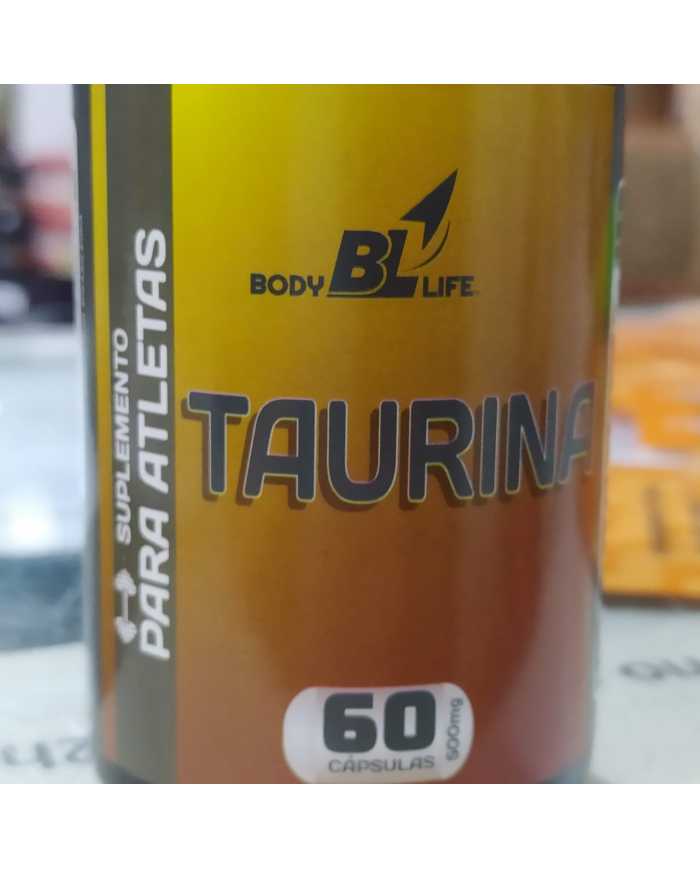 BODY BL LIFE
TAURINA
SUPLEMENTO
PARA ATLETAS
60
CÁPSULAS
500mg